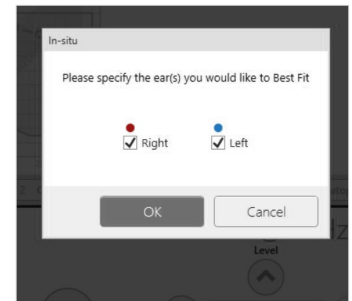 In-situ
Please specify the ear(s) you would like to Best Fit
Right
Left
OK
Cancel
Level